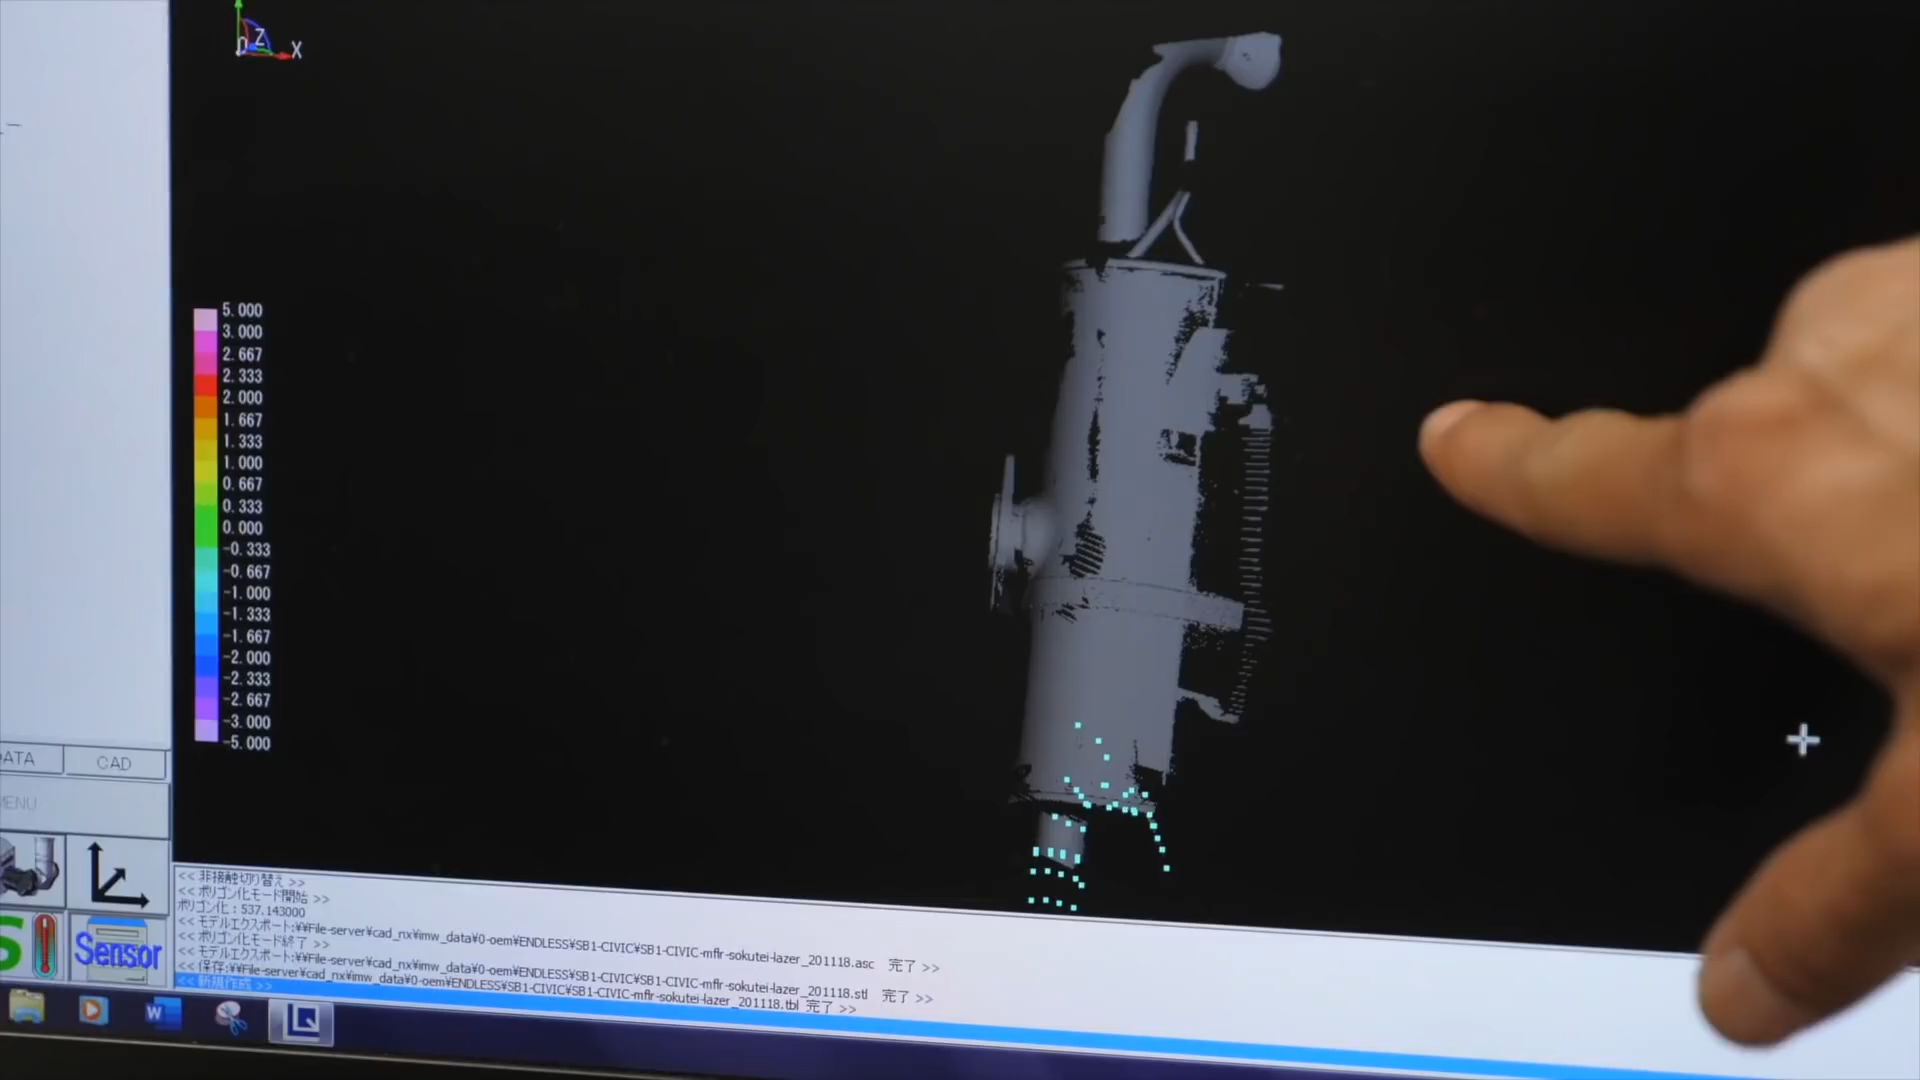 Z
X
5.000
3.000
2.667
2.333
2.000
1.667
1.333
1.000
0.667
0.333
0.000
-0.333
-0.667
-1.000
-1.333
-1.667
-2.000
-2.333
-2.667
-3.000
-5.000
DATA CAD
MENU
S
Sensor
<< 非接触切り替え >>
<< ポリゴン化モード開始 >>
ポリゴン化 : 537.143000
<< モデルエクスポート:¥¥File-server¥cad_nx¥imw_data¥0-oem¥ENDLESS¥SB1-CIVIC¥SB1-CIVIC-mflr-sokutei-lazer_201118.asc 完了 >>
<< ポリゴン化モード終了 >>
<< モデルエクスポート:¥¥File-server¥cad_nx¥imw_data¥0-oem¥ENDLESS¥SB1-CIVIC¥SB1-CIVIC-mflr-sokutei-lazer_201118.stl 完了 >>
<< 保存:¥¥File-server¥cad_nx¥imw_data¥0-oem¥ENDLESS¥SB1-CIVIC¥SB1-CIVIC-mflr-sokutei-lazer_201118.tbl 完了 >>
<< 新規作成 >>
W